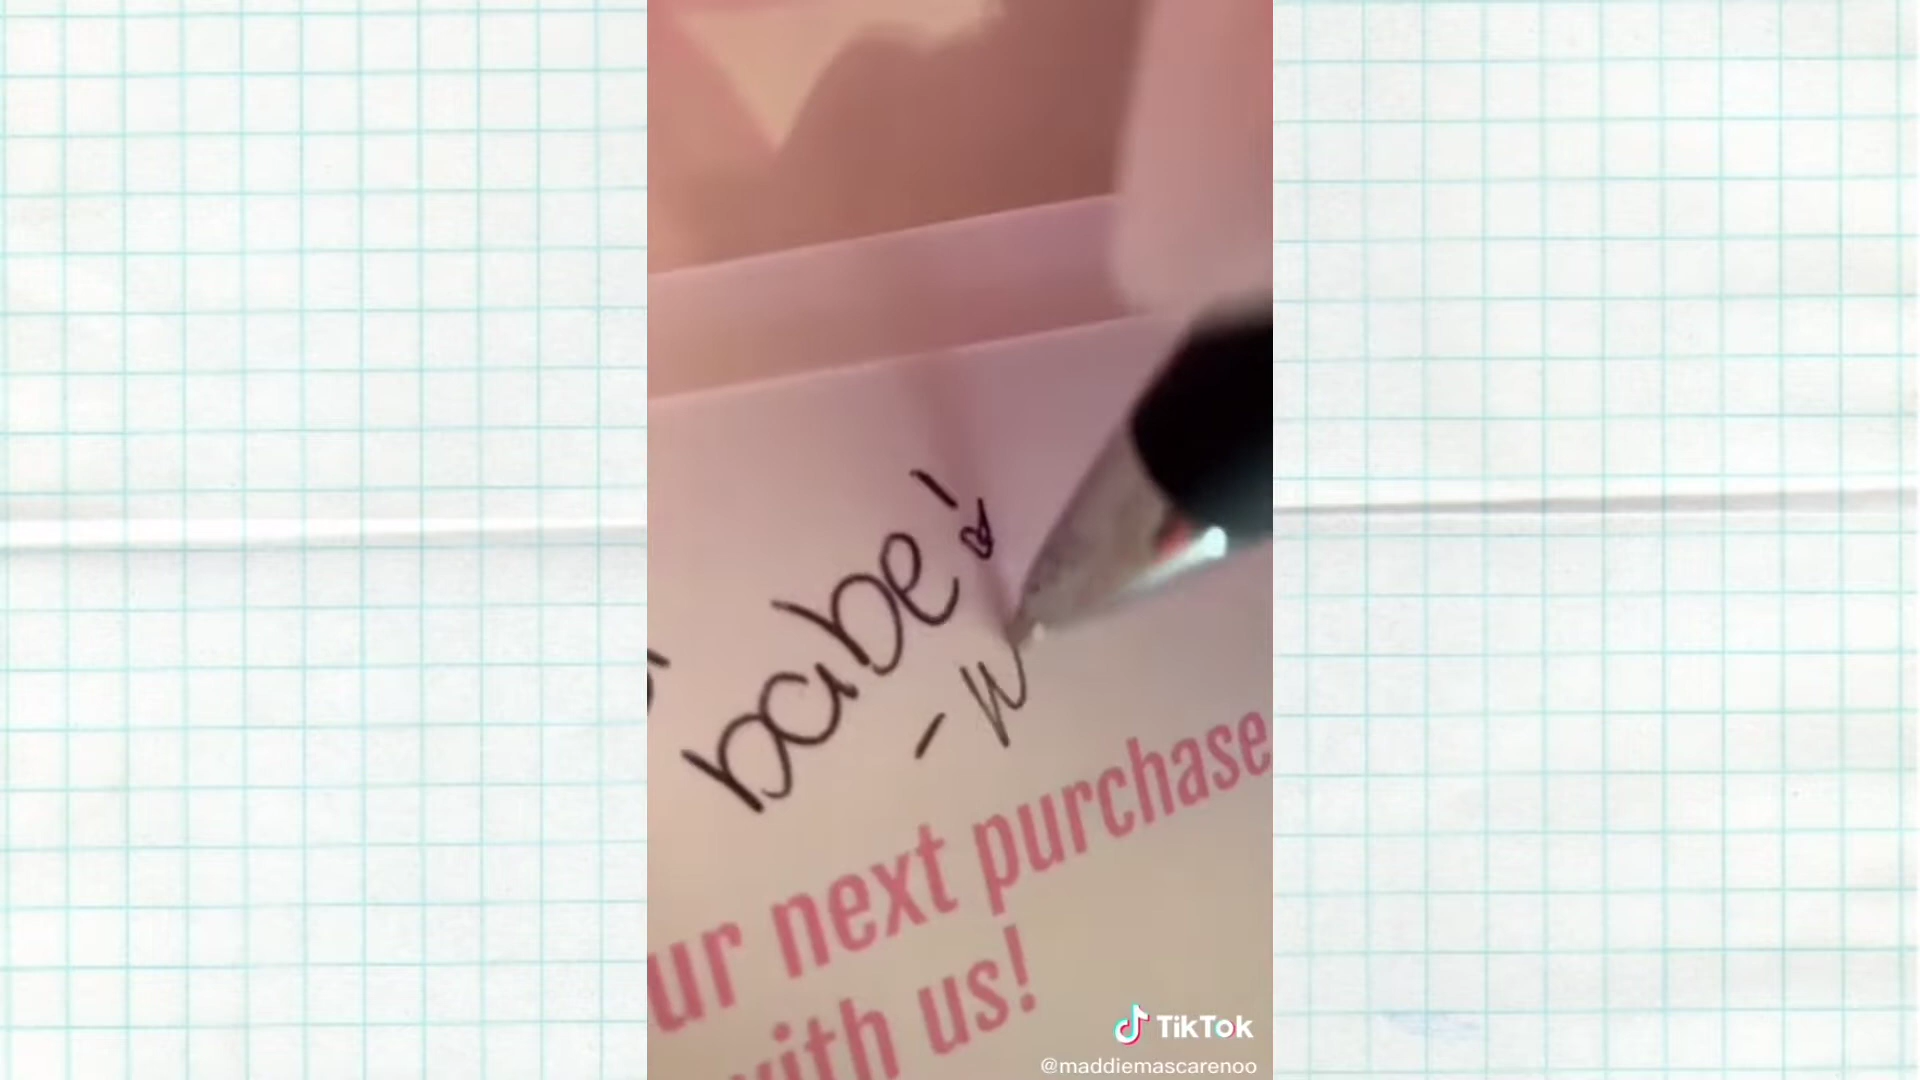 babe!
ur next purchase
with us!
TikTok
@maddiemascarenoo